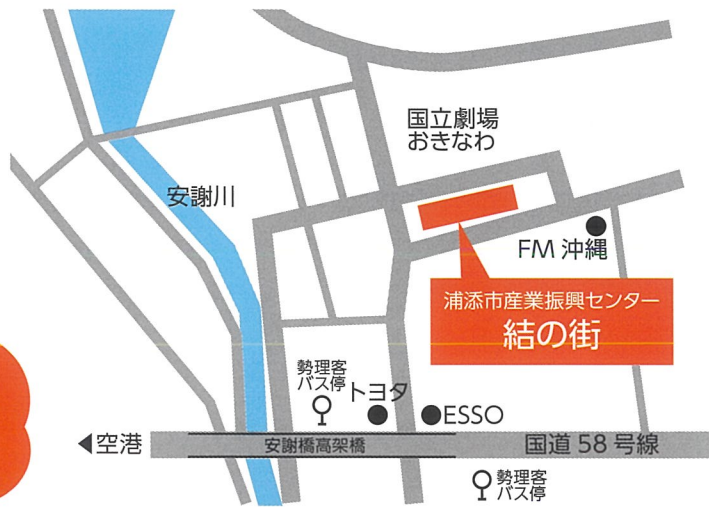 国立劇場
おきなわ
安謝川
FM 沖縄
浦添市産業振興センター
結の街
勢理客
バス停
トヨタ
ESSO
◀空港
安謝橋高架橋
国道 58 号線
勢理客
バス停